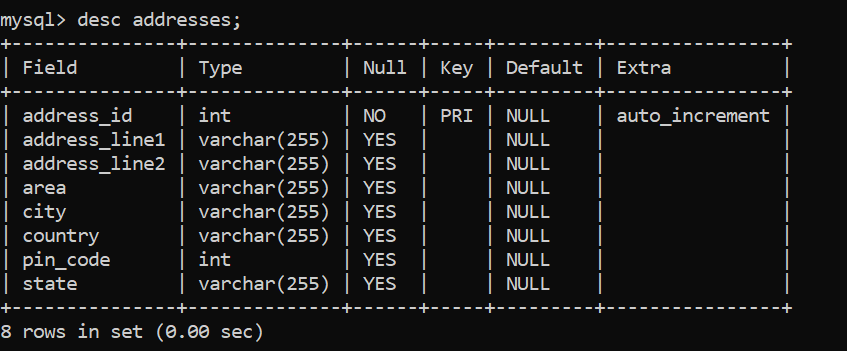 mysql> desc addresses;
+---------------+--------------+------+-----+---------+----------------+
| Field         | Type         | Null | Key | Default | Extra          |
+---------------+--------------+------+-----+---------+----------------+
| address_id    | int          | NO   | PRI | NULL    | auto_increment |
| address_line1 | varchar(255) | YES  |     | NULL    |                |
| address_line2 | varchar(255) | YES  |     | NULL    |                |
| area          | varchar(255) | YES  |     | NULL    |                |
| city          | varchar(255) | YES  |     | NULL    |                |
| country       | varchar(255) | YES  |     | NULL    |                |
| pin_code      | int          | YES  |     | NULL    |                |
| state         | varchar(255) | YES  |     | NULL    |                |
+---------------+--------------+------+-----+---------+----------------+
8 rows in set (0.00 sec)